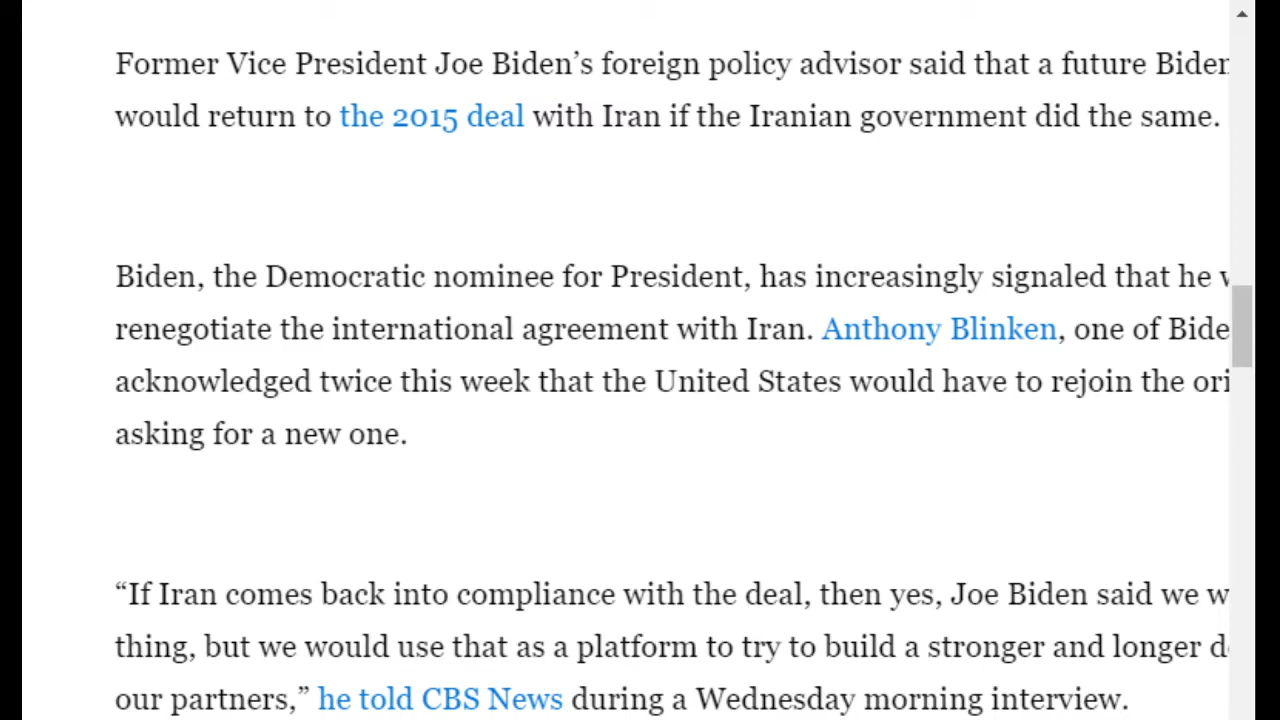 Former Vice President Joe Biden’s foreign policy advisor said that a future Biden
would return to the 2015 deal with Iran if the Iranian government did the same.
Biden, the Democratic nominee for President, has increasingly signaled that he
renegotiate the international agreement with Iran. Anthony Blinken, one of
acknowledged twice this week that the United States would have to rejoin the
asking for a new one.
“If Iran comes back into compliance with the deal, then yes, Joe Biden said we
thing, but we would use that as a platform to try to build a stronger and longer
our partners,” he told CBS News during a Wednesday morning interview.